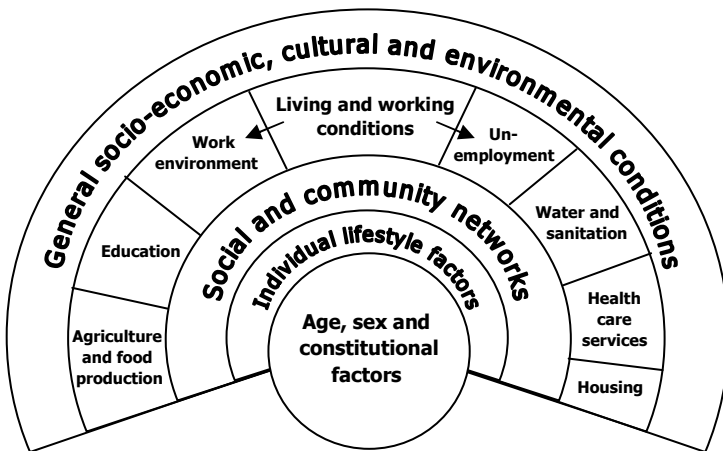 General socio-economic, cultural and environmental conditions
Living and working
conditions
Work
environment
Un-
employment
Education
Water and
sanitation
Agriculture
and food
production
Health
care
services
Housing
Social and community networks
Individual lifestyle factors
Age, sex and
constitutional
factors